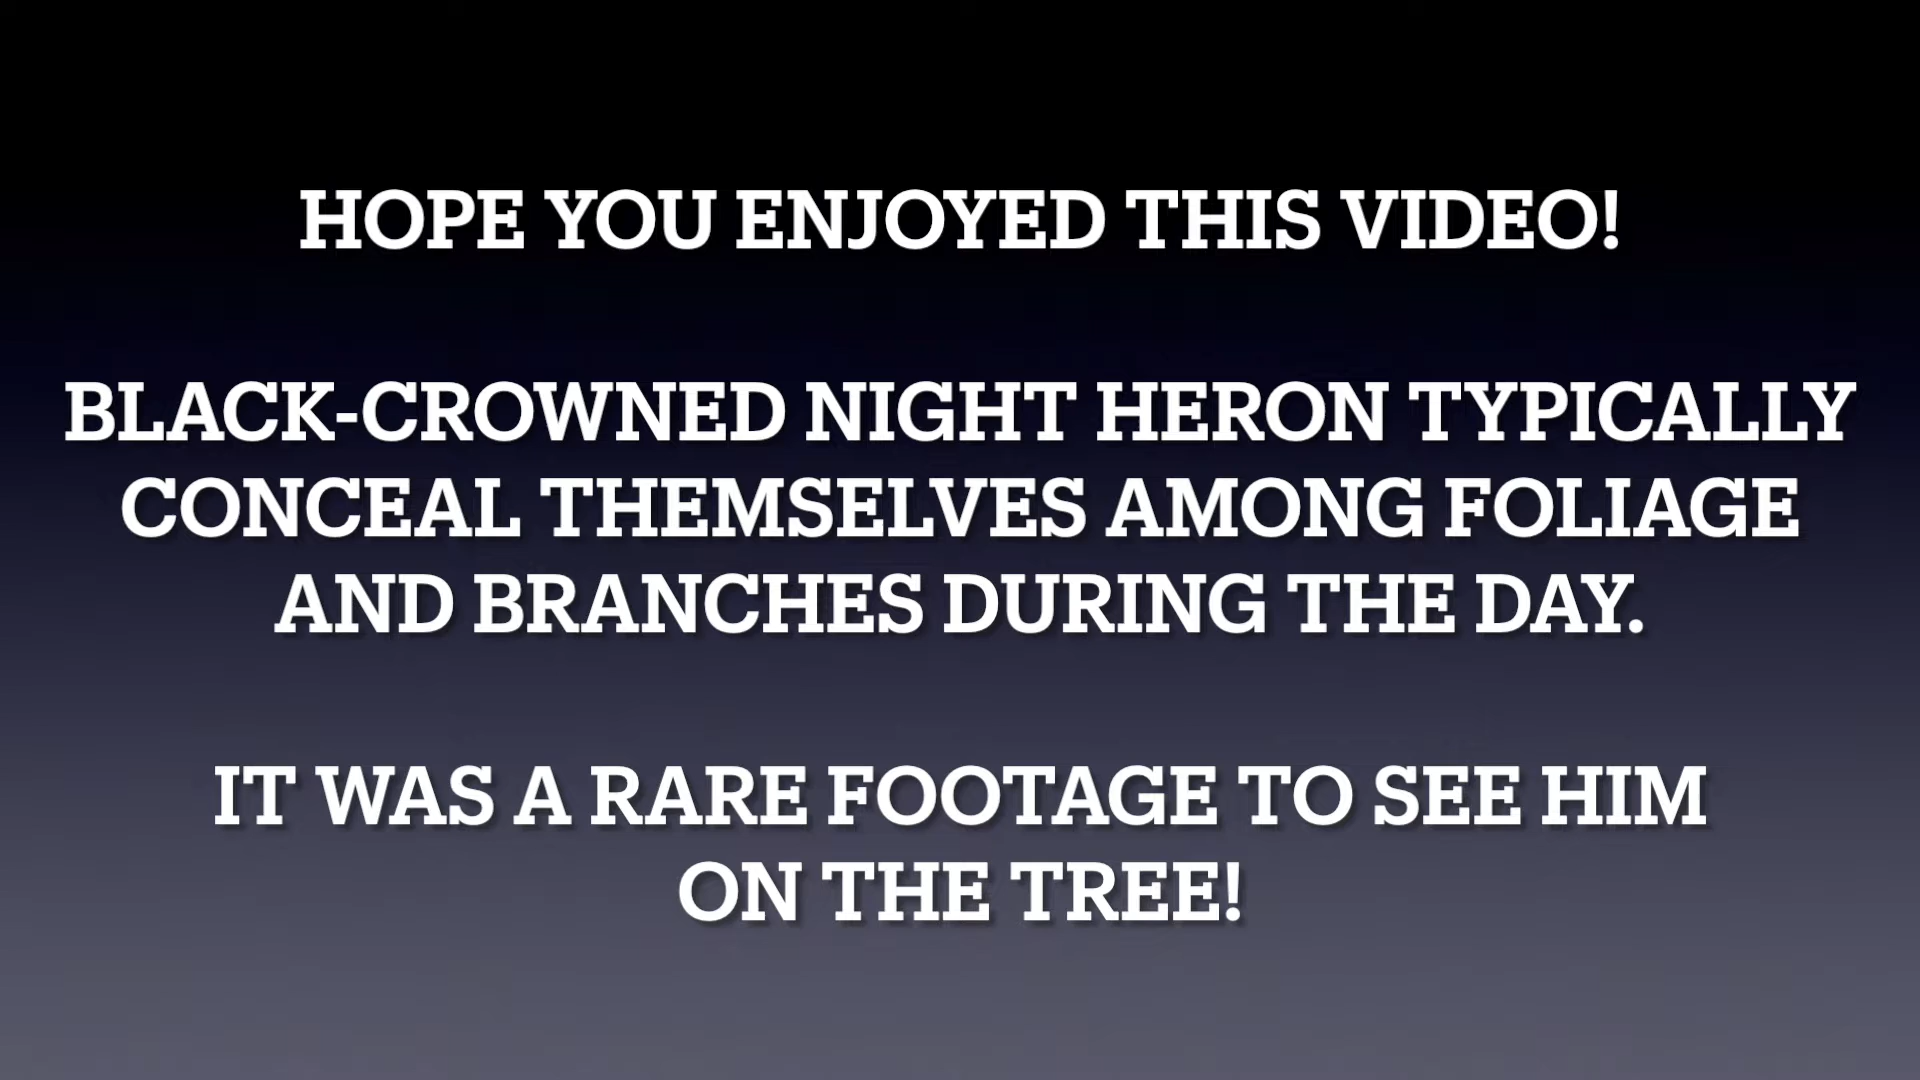 HOPE YOU ENJOYED THIS VIDEO!
BLACK-CROWNED NIGHT HERON TYPICALLY
CONCEAL THEMSELVES AMONG FOLIAGE
AND BRANCHES DURING THE DAY.
IT WAS A RARE FOOTAGE TO SEE HIM
ON THE TREE!